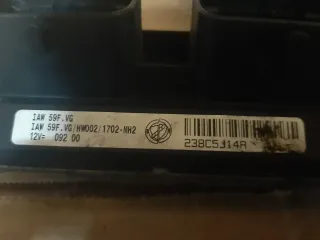 IAW 59F.VG
IAW 59F.VG/HW002/1702-MH2
12V= 092 00
238C5J14A